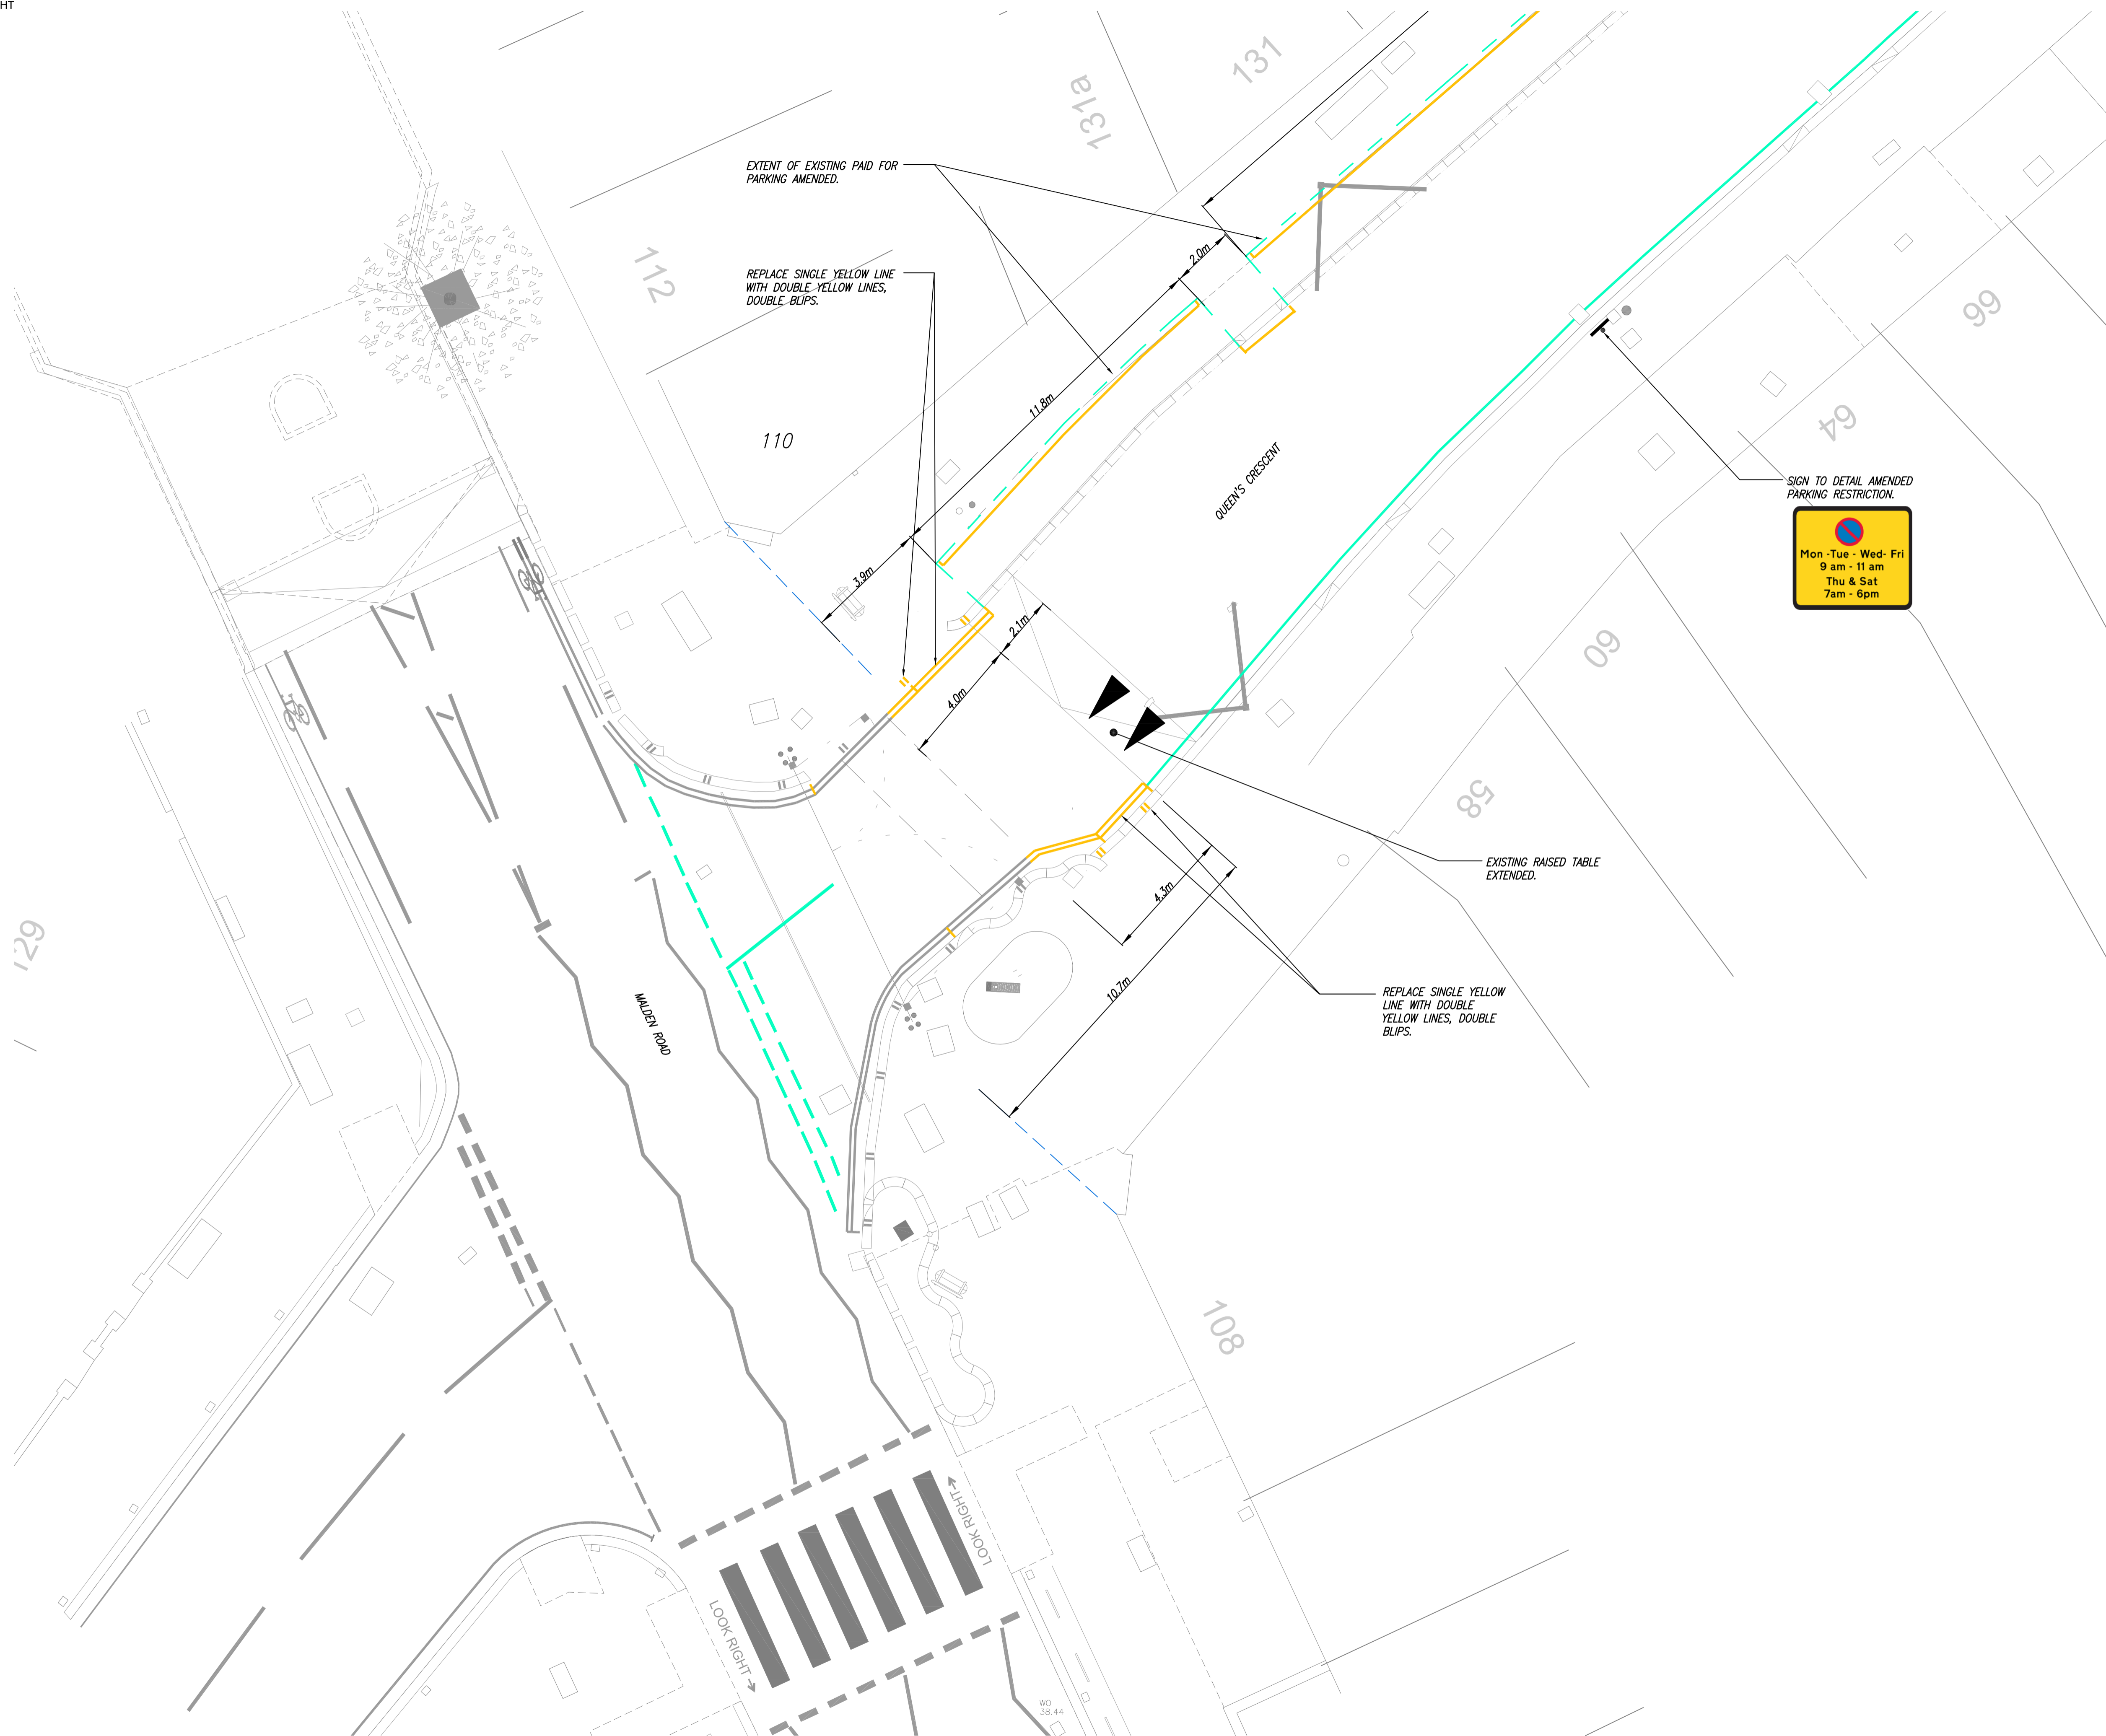 HT
131
131a
EXTENT OF EXISTING PAID FOR
PARKING AMENDED.
112
2.0m
REPLACE SINGLE YELLOW LINE
WITH DOUBLE YELLOW LINES,
DOUBLE BLIPS.
66
11.8m
64
110
QUEEN'S CRESCENT
SIGN TO DETAIL AMENDED
PARKING RESTRICTION.
Mon -Tue - Wed- Fri
9 am - 11 am
Thu & Sat
7am - 6pm
3.9m
2.1m
60
4.0m
58
EXISTING RAISED TABLE
EXTENDED.
4.3m
129
10.7m
REPLACE SINGLE YELLOW
LINE WITH DOUBLE
YELLOW LINES, DOUBLE
BLIPS.
MALDEN ROAD
108
LOOK RIGHT
LOOK RIGHT
WO
38.44